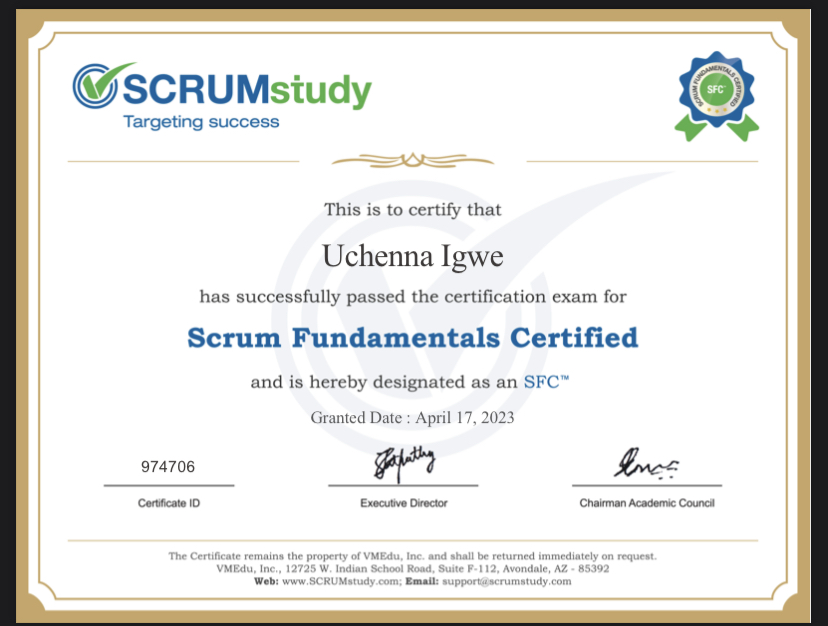 SCRUMstudy
Targeting success
SCRUM FUNDAMENTALS CERTIFIED
SFC
This is to certify that
Uchenna Igwe
has successfully passed the certification exam for
Scrum Fundamentals Certified
and is hereby designated as an SFC™
Granted Date : April 17, 2023
974706
Certificate ID
Executive Director
Chairman Academic Council
The Certificate remains the property of VMEdu, Inc. and shall be returned immediately on request.
VMEdu, Inc., 12725 W. Indian School Road, Suite F-112, Avondale, AZ - 85392
Web: www.SCRUMstudy.com; Email: support@scrumstudy.com